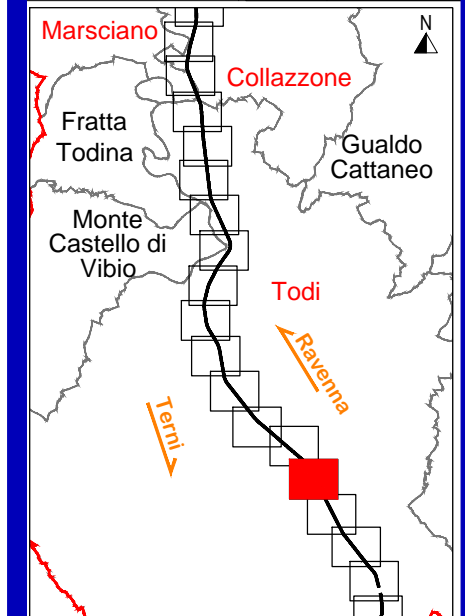 N
Marsciano
Collazzone
Fratta
Todina
Gualdo
Cattaneo
Monte
Castello di
Vibio
Todi
Ravenna
Terni